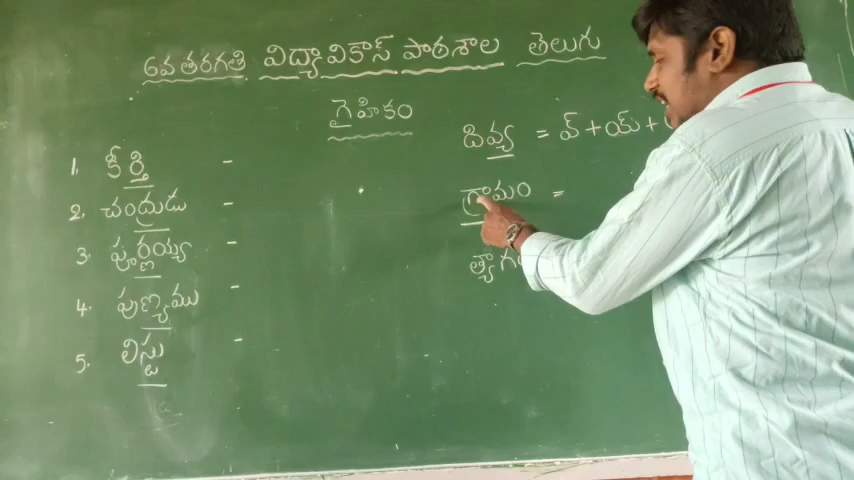 6వ తరగతి విద్యా వికాస్ పాఠశాల తెలుగు
గైహికం
1. కీర్తి -
2. చంద్రుడు -
3. పూర్ణయ్య -
4. పుణ్యము -
5. లిస్టు -
దివ్య = వ్ + య్ +
గ్రామం =